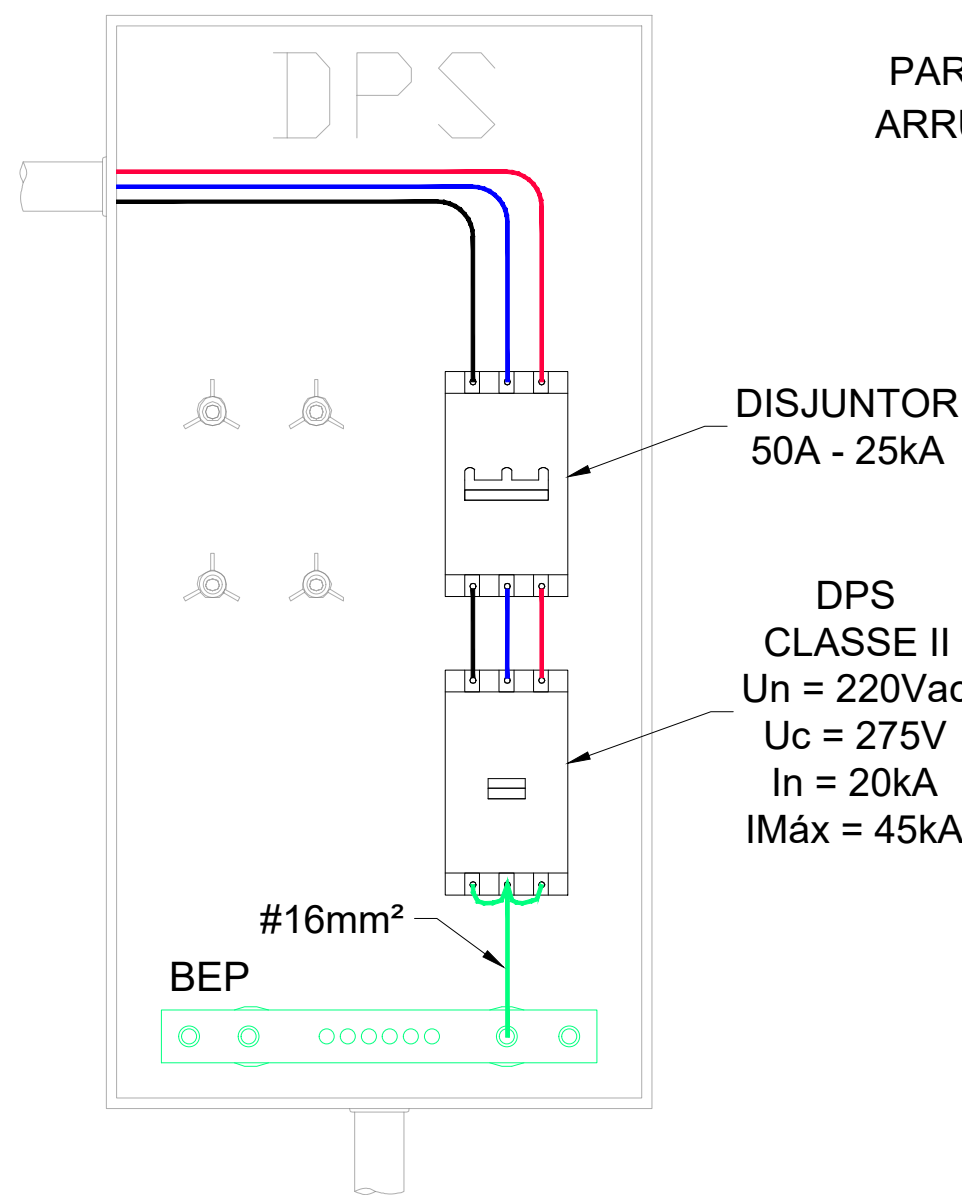 DPS
PAR
ARRU
DISJUNTOR
50A - 25kA
DPS
CLASSE II
Un = 220Vac
Uc = 275V
In = 20kA
IMáx = 45kA
#16mm²
BEP